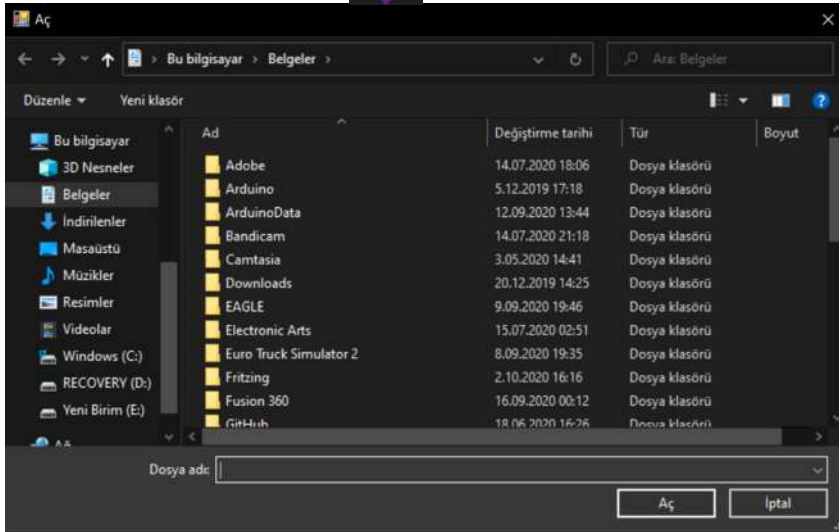 Aç
Bu bilgisayar > Belgeler >
Ara: Belgeler
Düzenle
Yeni klasör
Bu bilgisayar
3D Nesneler
Belgeler
İndirilenler
Masaüstü
Müzikler
Resimler
Videolar
Windows (C:)
RECOVERY (D:)
Yeni Birim (E:)
Ağ
Ad Değiştirme tarihi Tür Boyut
Adobe 14.07.2020 18:06 Dosya klasörü
Arduino 5.12.2019 17:18 Dosya klasörü
ArduinoData 12.09.2020 13:44 Dosya klasörü
Bandicam 14.07.2020 21:18 Dosya klasörü
Camtasia 3.05.2020 14:41 Dosya klasörü
Downloads 20.12.2019 14:25 Dosya klasörü
EAGLE 9.09.2020 19:46 Dosya klasörü
Electronic Arts 15.07.2020 02:51 Dosya klasörü
Euro Truck Simulator 2 8.09.2020 19:35 Dosya klasörü
Fritzing 2.10.2020 16:16 Dosya klasörü
Fusion 360 16.09.2020 00:12 Dosya klasörü
GitHub 18.06.2020 16:26 Dosya klasörü
Dosya adı:
Aç
İptal